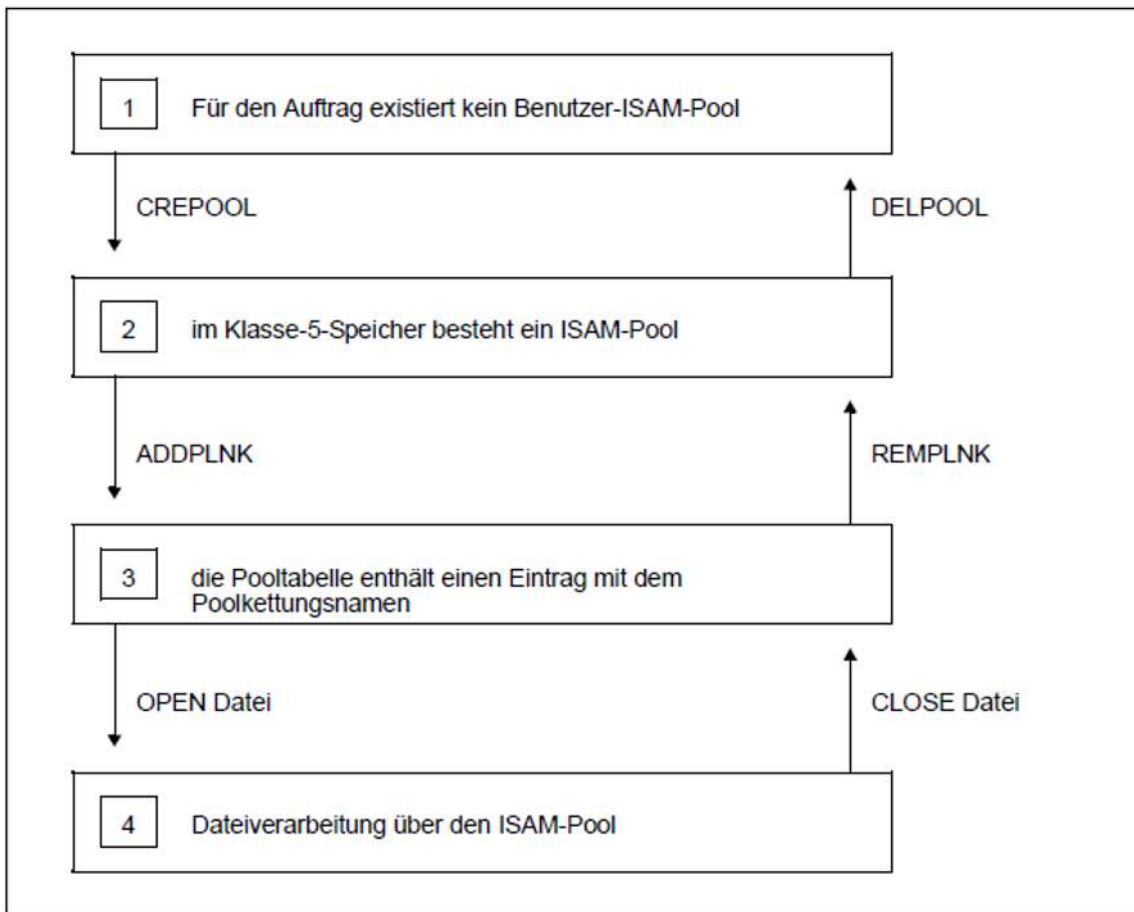 1 Für den Auftrag existiert kein Benutzer-ISAM-Pool
CREPOOL
DELPOOL
2 im Klasse-5-Speicher besteht ein ISAM-Pool
ADDPLNK
REMPLNK
3 die Pooltabelle enthält einen Eintrag mit dem
Poolkettungsnamen
OPEN Datei
CLOSE Datei
4 Dateiverarbeitung über den ISAM-Pool